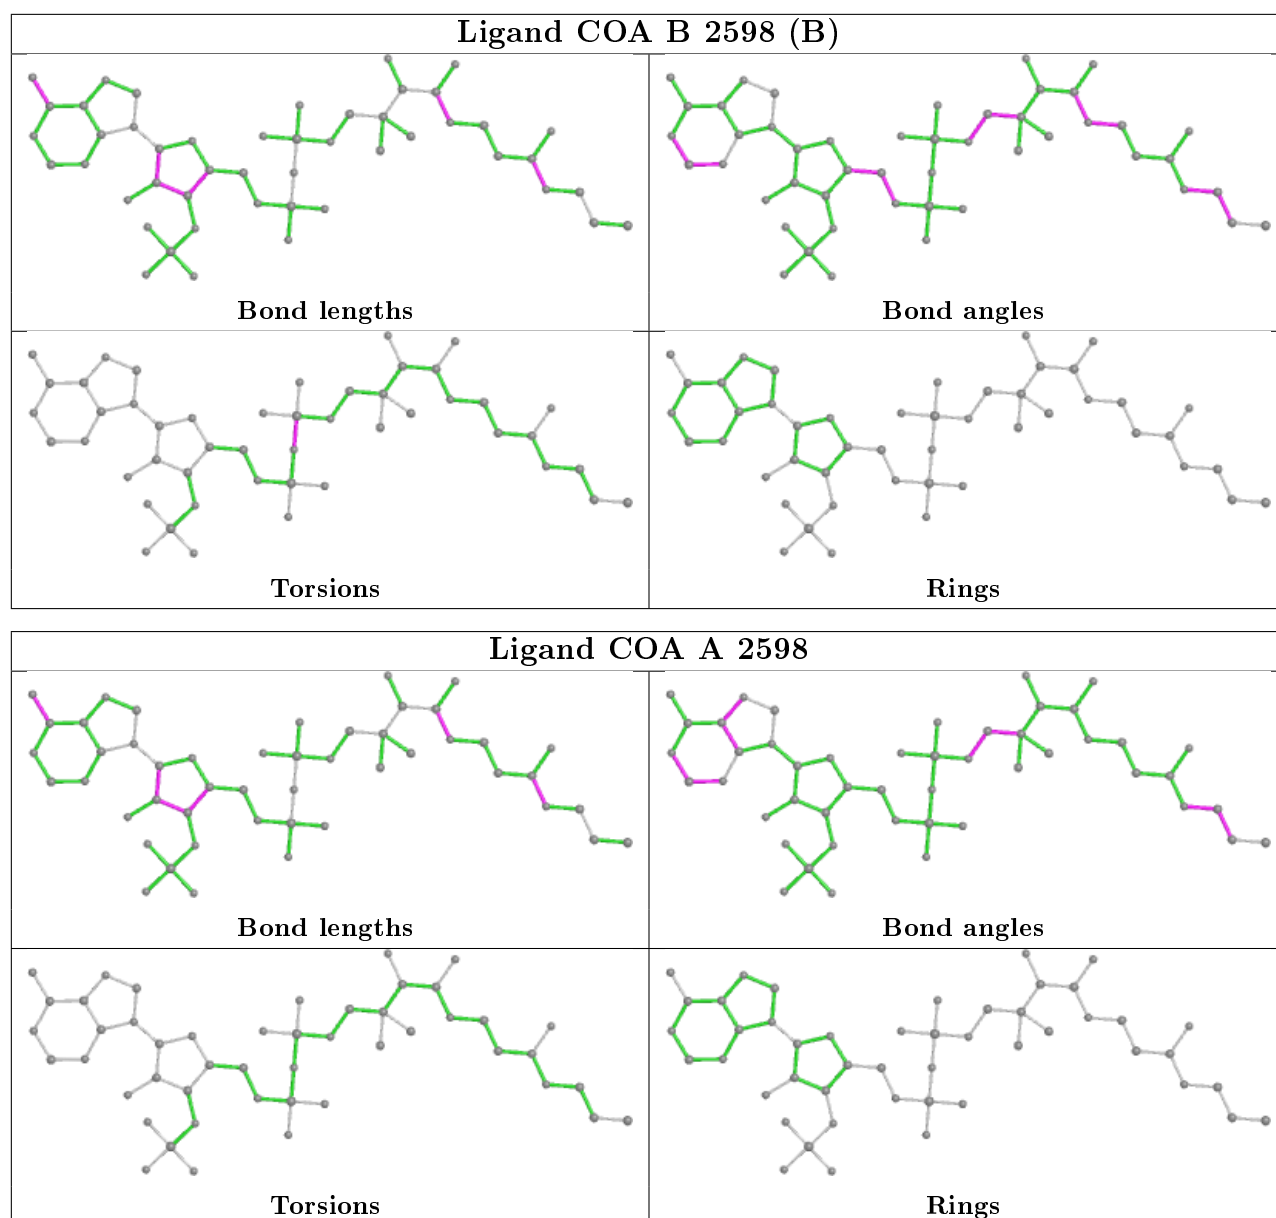 Ligand COA B 2598 (B)
Bond lengths
Bond angles
Torsions
Rings
Ligand COA A 2598
Bond lengths
Bond angles
Torsions
Rings